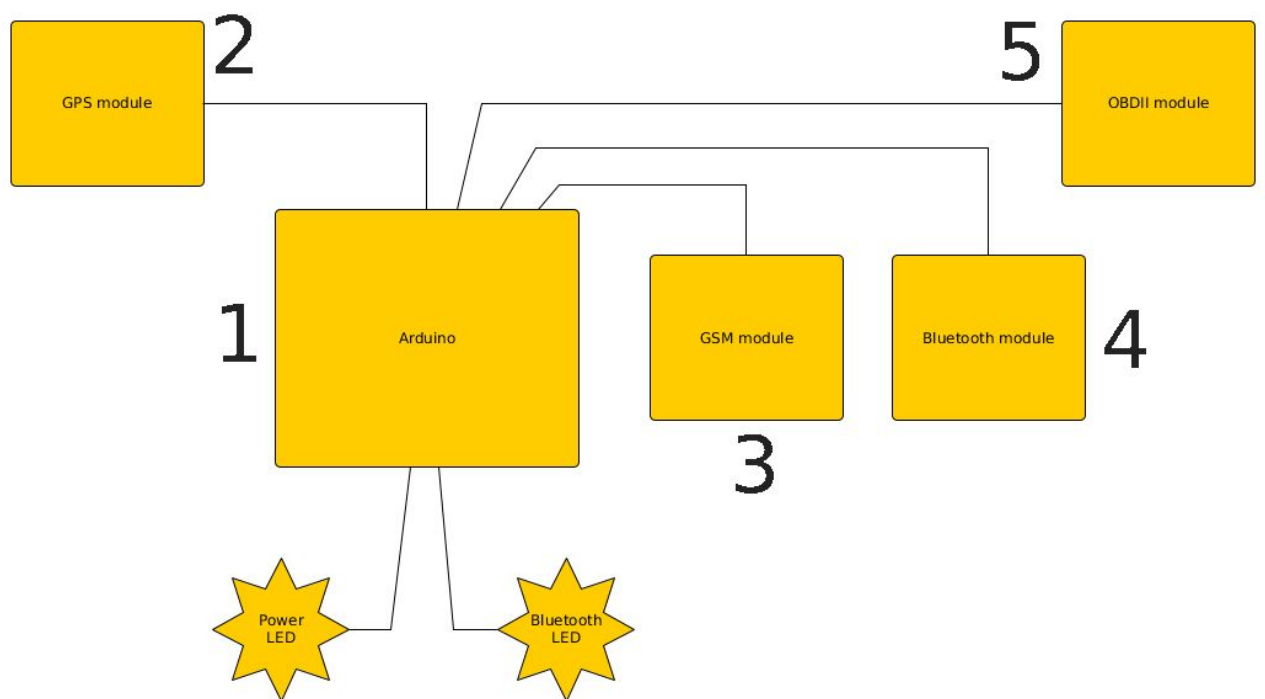 2
5
GPS module
OBDII module
1
Arduino
GSM module
Bluetooth module
4
3
Power
LED
Bluetooth
LED